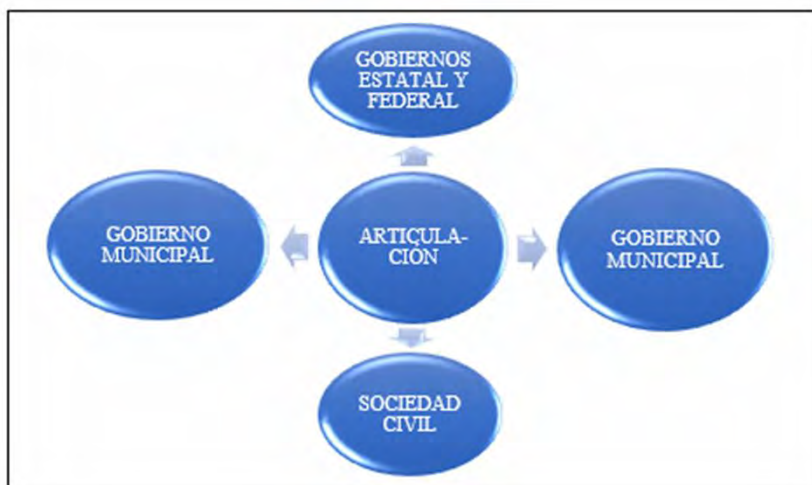 GOBIERNOS
ESTATAL Y
FEDERAL
GOBIERNO
MUNICIPAL
ARTICULA-
CIÓN
GOBIERNO
MUNICIPAL
SOCIEDAD
CIVIL